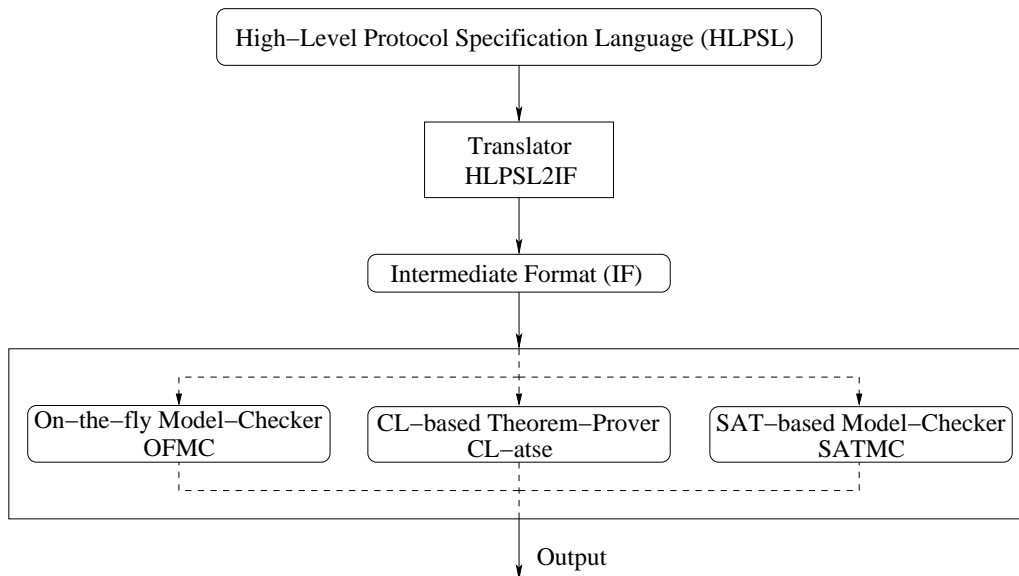 High−Level Protocol Specification Language (HLPSL)
Translator
HLPSL2IF
Intermediate Format (IF)
On−the−fly Model−Checker
OFMC
CL−based Theorem−Prover
CL−atse
SAT−based Model−Checker
SATMC
Output